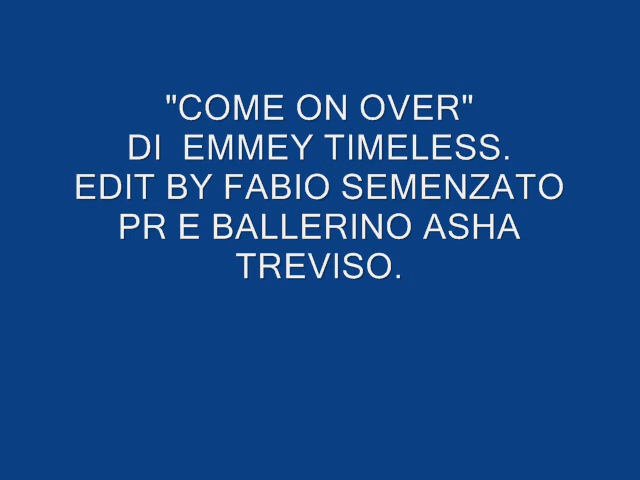 "COME ON OVER"
DI  EMMEY TIMELESS.
EDIT BY FABIO SEMENZATO
PR E BALLERINO ASHA
TREVISO.